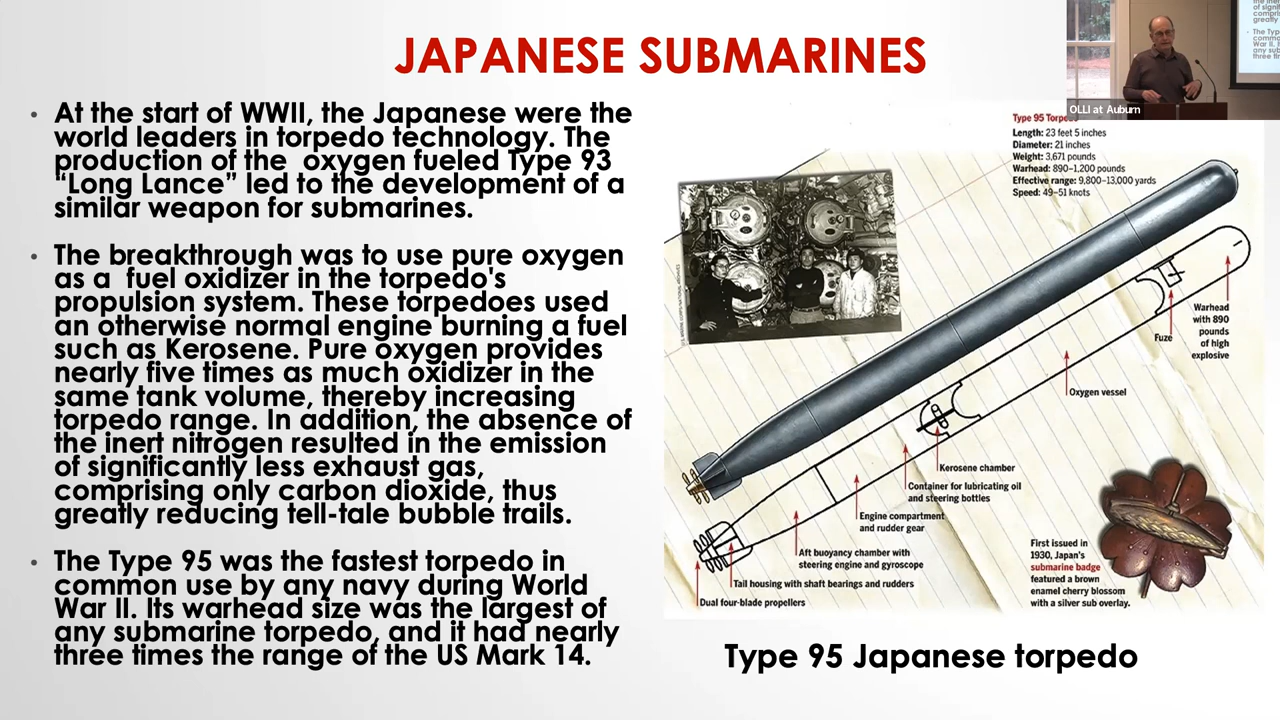 JAPANESE SUBMARINES
• At the start of WWII, the Japanese were the
world leaders in torpedo technology. The
production of the oxygen fueled Type 93
“Long Lance” led to the development of a
similar weapon for submarines.
• The breakthrough was to use pure oxygen
as a fuel oxidizer in the torpedo's
propulsion system. These torpedoes used
an otherwise normal engine burning a fuel
such as Kerosene. Pure oxygen provides
nearly five times as much oxidizer in the
same tank volume, thereby increasing
torpedo range. In addition, the absence of
the inert nitrogen resulted in the emission
of significantly less exhaust gas,
comprising only carbon dioxide, thus
greatly reducing tell-tale bubble trails.
• The Type 95 was the fastest torpedo in
common use by any navy during World
War II. Its warhead size was the largest of
any submarine torpedo, and it had nearly
three times the range of the US Mark 14.
OLLI at Auburn
Type 95
Length: 23 feet 5 inches
Diameter: 21 inches
Weight: 3,671 pounds
Warhead: 890–1,200 pounds
Effective range: 9,800–13,000 yards
Speed: 49–51 knots
Warhead
with 890
pounds
of high
explosive
Fuze
Oxygen vessel
Kerosene chamber
Container for lubricating oil
and steering bottles
Engine compartment
and rudder gear
Aft buoyancy chamber with
steering engine and gyroscope
Tail housing with shaft bearings and rudders
Dual four-blade propellers
First issued in
1930, Japan's
submarine badge
featured a brown
enamel cherry blossom
with a silver sub overlay.
Type 95 Japanese torpedo